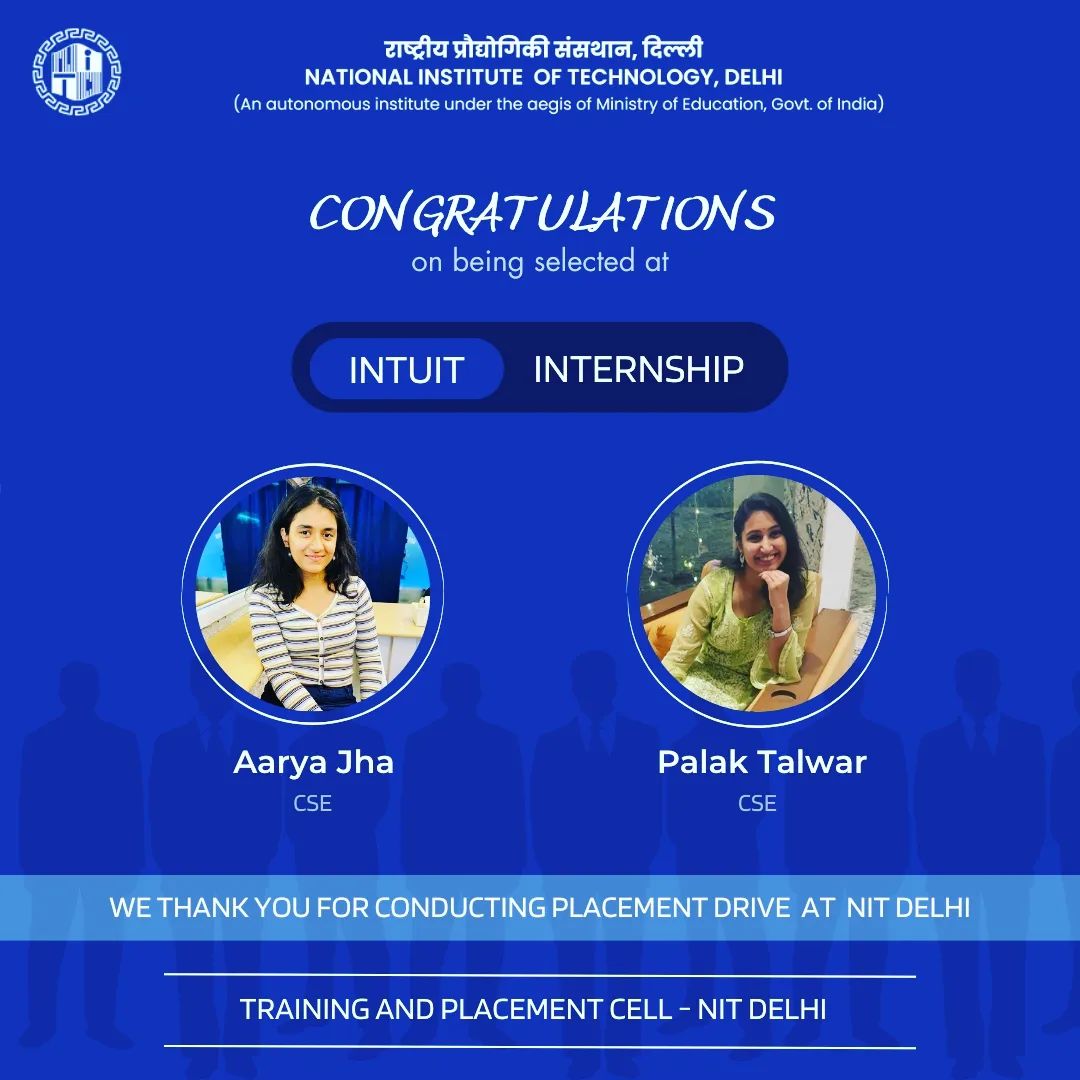 राष्ट्रीय प्रौद्योगिकी संसथान, दिल्ली
NATIONAL INSTITUTE OF TECHNOLOGY, DELHI
(An autonomous institute under the aegis of Ministry of Education, Govt. of India)
CONGRATULATIONS
on being selected at
INTUIT INTERNSHIP
Aarya Jha
Palak Talwar
CSE
CSE
WE THANK YOU FOR CONDUCTING PLACEMENT DRIVE AT NIT DELHI
TRAINING AND PLACEMENT CELL - NIT DELHI